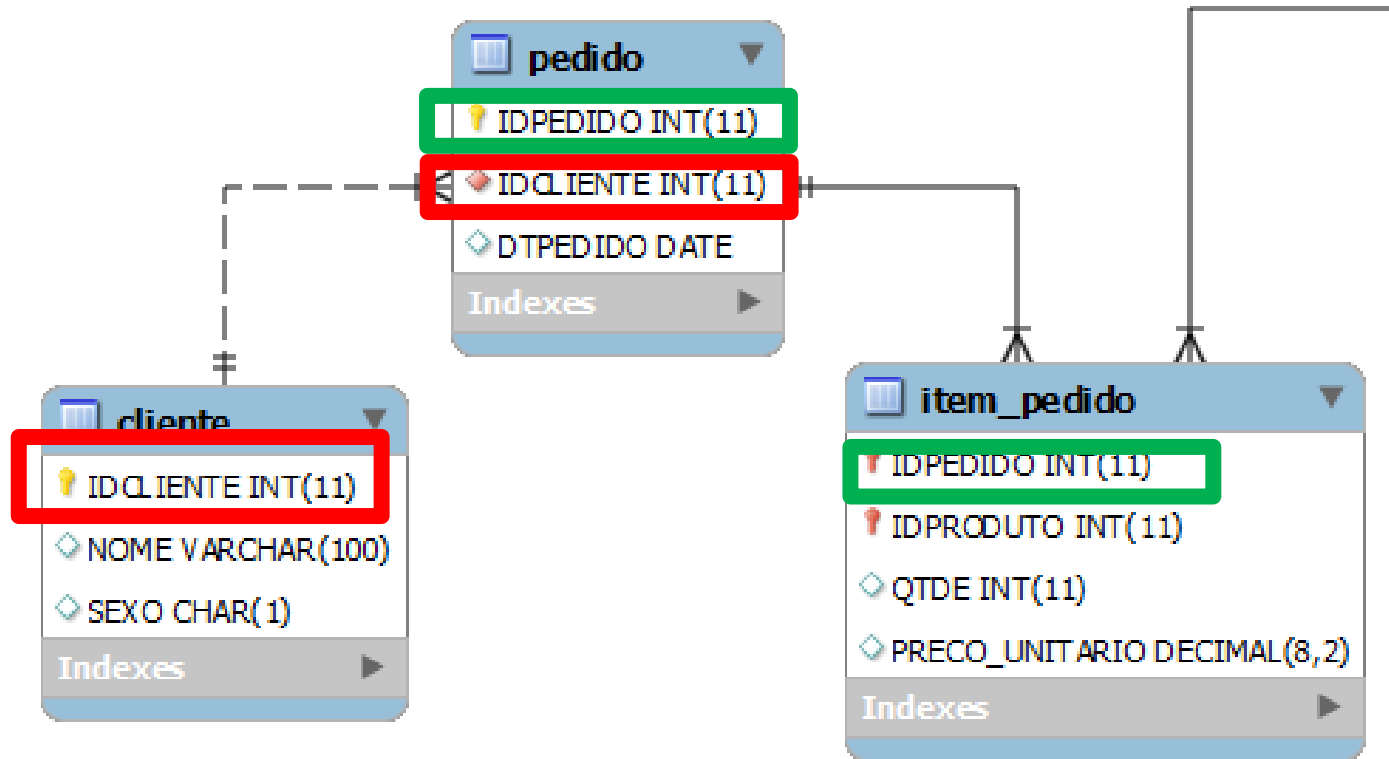 pedido
IDPEDIDO INT(11)
IDCLIENTE INT(11)
DTPEDIDO DATE
Indexes
cliente
IDCLIENTE INT(11)
NOME VARCHAR(100)
SEXO CHAR(1)
Indexes
item_pedido
IDPEDIDO INT(11)
IDPRODUTO INT(11)
QTDE INT(11)
PRECO_UNITARIO DECIMAL(8,2)
Indexes